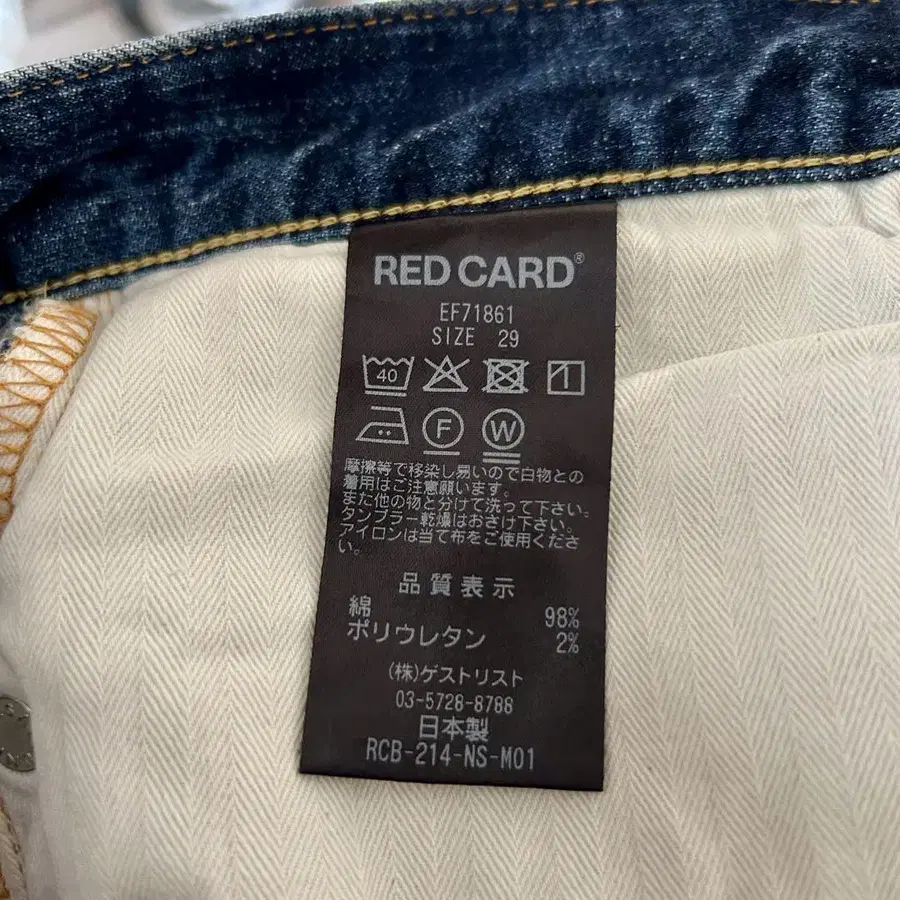 RED CARD®
EF71861
SIZE 29
40
F W
摩擦等で移染し易いので白物との
着用はご注意願います。
また他の物と分けて洗って下さい。
タンブラー乾燥はおさけ下さい。
アイロンは当て布をご使用くださ
い。
品質表示
綿 98%
ポリウレタン 2%
(株)ゲストリスト
03-5728-8788
日本製
RCB-214-NS-M01